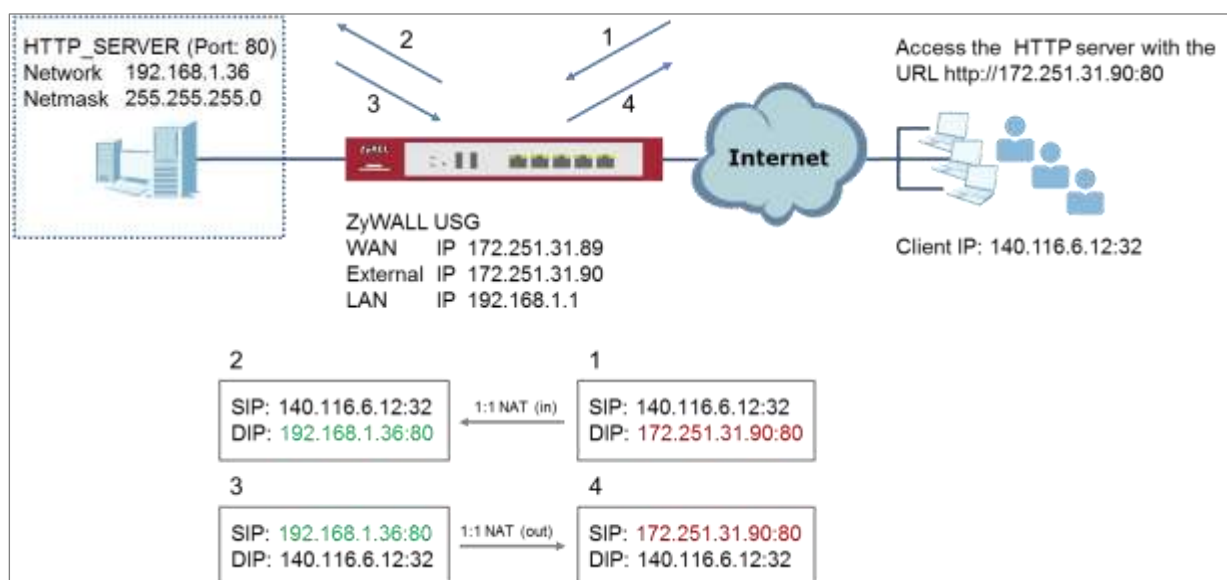 HTTP_SERVER (Port: 80)
Network 192.168.1.36
Netmask 255.255.255.0
2
1
3
4
Access the HTTP server with the
URL http://172.251.31.90:80
ZyXEL
Internet
ZyWALL USG
WAN IP 172.251.31.89
External IP 172.251.31.90
LAN IP 192.168.1.1
Client IP: 140.116.6.12:32
2
1
SIP: 140.116.6.12:32
DIP: 192.168.1.36:80
1:1 NAT (in)
SIP: 140.116.6.12:32
DIP: 172.251.31.90:80
3
4
SIP: 192.168.1.36:80
DIP: 140.116.6.12:32
1:1 NAT (out)
SIP: 172.251.31.90:80
DIP: 140.116.6.12:32